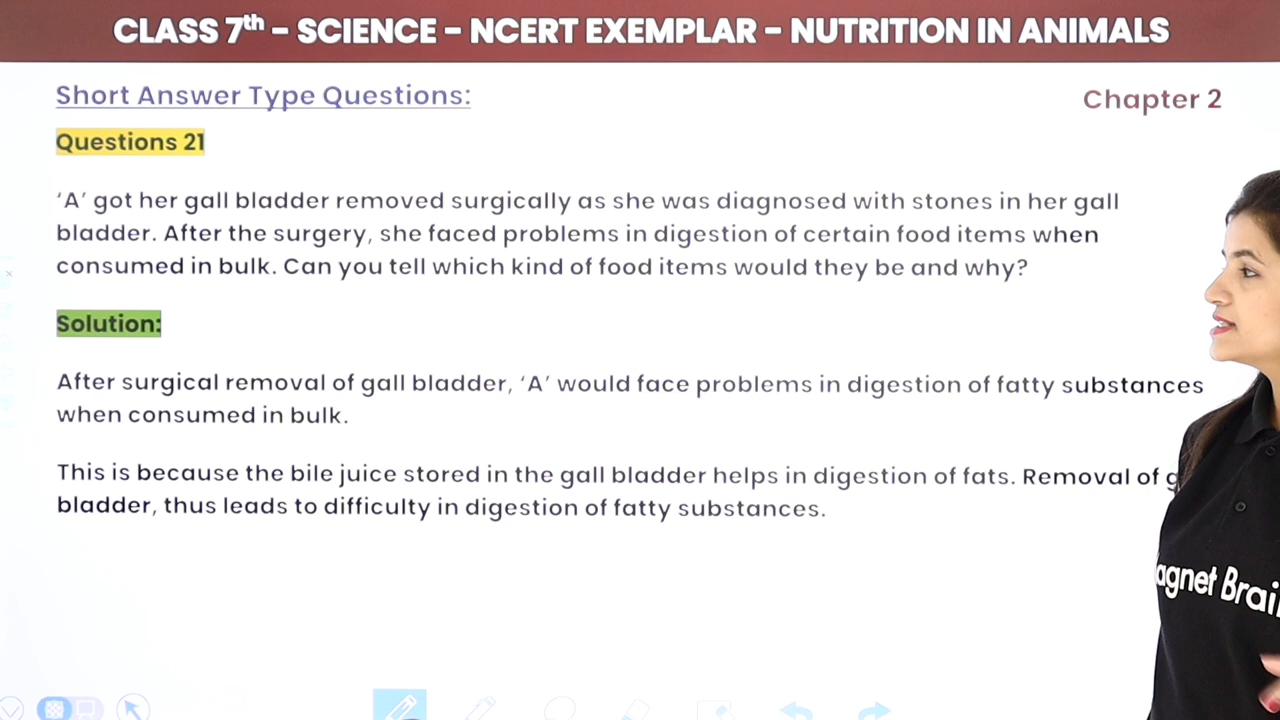 CLASS 7th – SCIENCE – NCERT EXEMPLAR – NUTRITION IN ANIMALS
Short Answer Type Questions:
Chapter 2
Questions 21
‘A’ got her gall bladder removed surgically as she was diagnosed with stones in her gall
bladder. After the surgery, she faced problems in digestion of certain food items when
consumed in bulk. Can you tell which kind of food items would they be and why?
Solution:
After surgical removal of gall bladder, ‘A’ would face problems in digestion of fatty substances
when consumed in bulk.
This is because the bile juice stored in the gall bladder helps in digestion of fats. Removal of
bladder, thus leads to difficulty in digestion of fatty substances.
agnet Brai